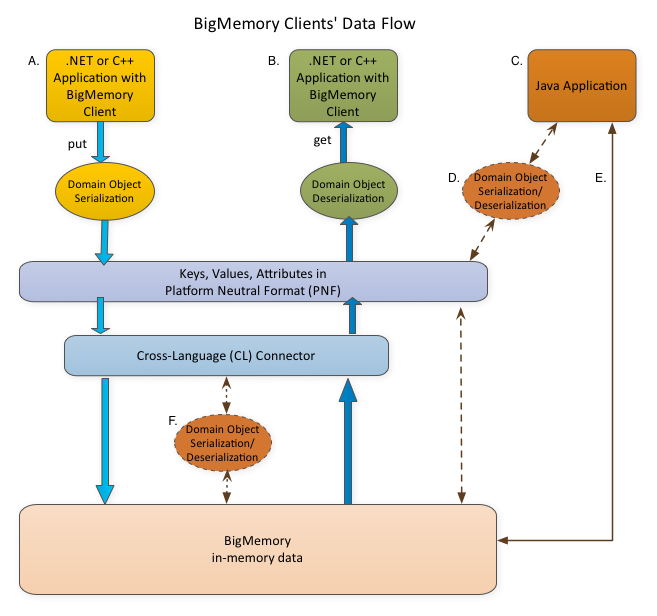 BigMemory Clients' Data Flow
A.
.NET or C++
Application with
BigMemory
Client
B.
.NET or C++
Application with
BigMemory
Client
C.
Java Application
put
get
Domain Object
Serialization
Domain Object
Deserialization
D.
Domain Object
Serialization/
Deserialization
E.
Keys, Values, Attributes in
Platform Neutral Format (PNF)
Cross-Language (CL) Connector
F.
Domain Object
Serialization/
Deserialization
BigMemory
in-memory data